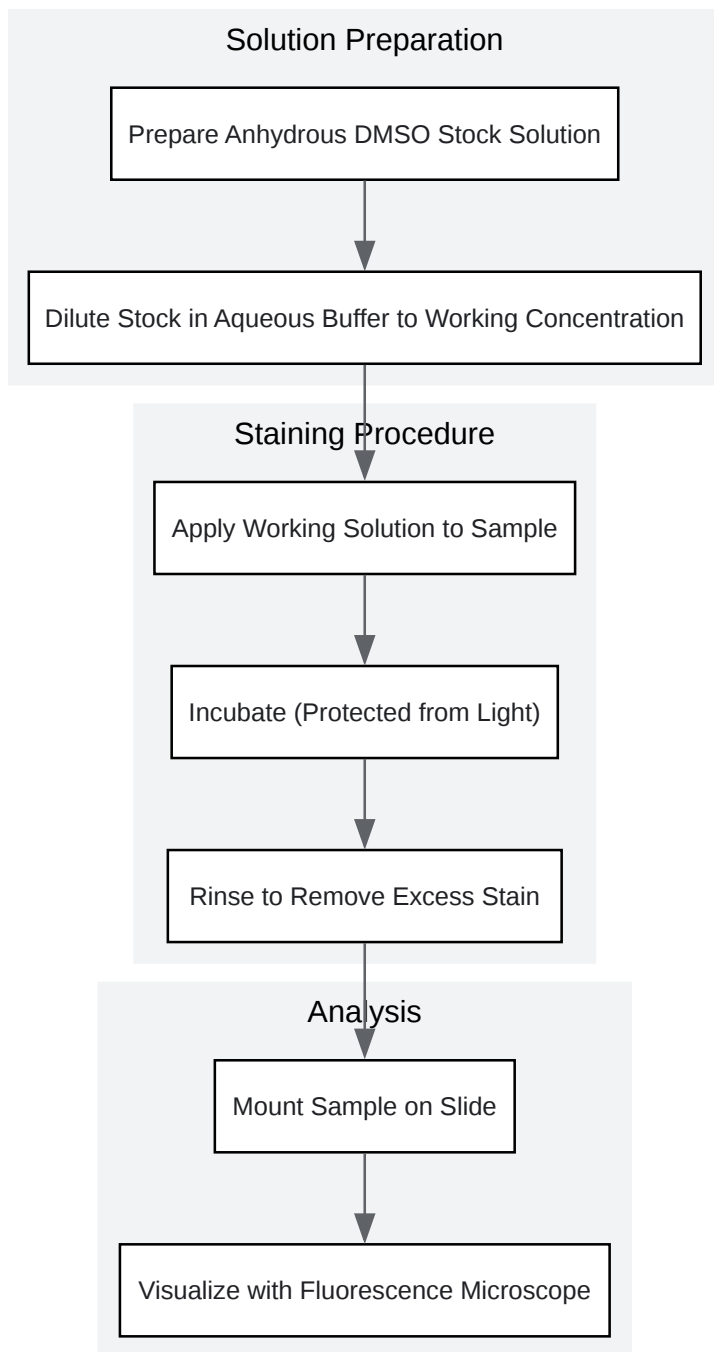 Solution Preparation
Prepare Anhydrous DMSO Stock Solution
Dilute Stock in Aqueous Buffer to Working Concentration
Staining Procedure
Apply Working Solution to Sample
Incubate (Protected from Light)
Rinse to Remove Excess Stain
Analysis
Mount Sample on Slide
Visualize with Fluorescence Microscope